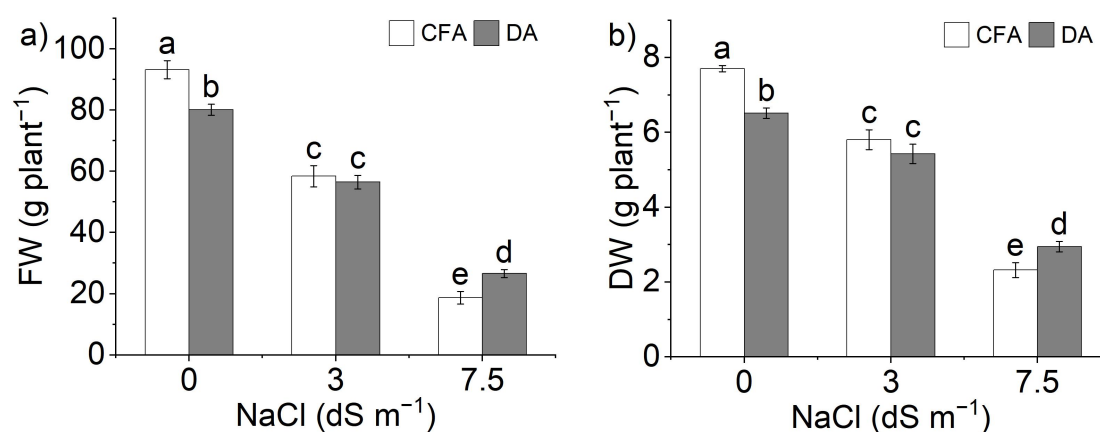 a)
CFA DA
FW (g plant⁻¹)
100
80
60
40
20
0
a
b
c c
e d
0 3 7.5
NaCl (dS m⁻¹)
b)
CFA DA
DW (g plant⁻¹)
8
6
4
2
0
a
b
c c
e d
0 3 7.5
NaCl (dS m⁻¹)